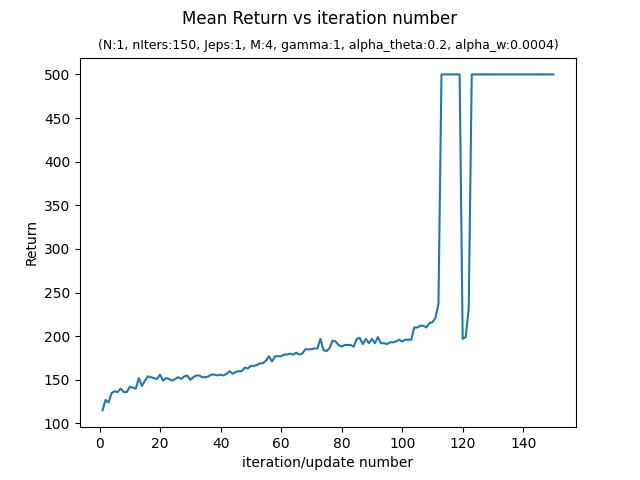 Mean Return vs iteration number
(N:1, nIters:150, Jeps:1, M:4, gamma:1, alpha_theta:0.2, alpha_w:0.0004)
500
450
400
350
300
250
200
150
100
Return
0 20 40 60 80 100 120 140
iteration/update number